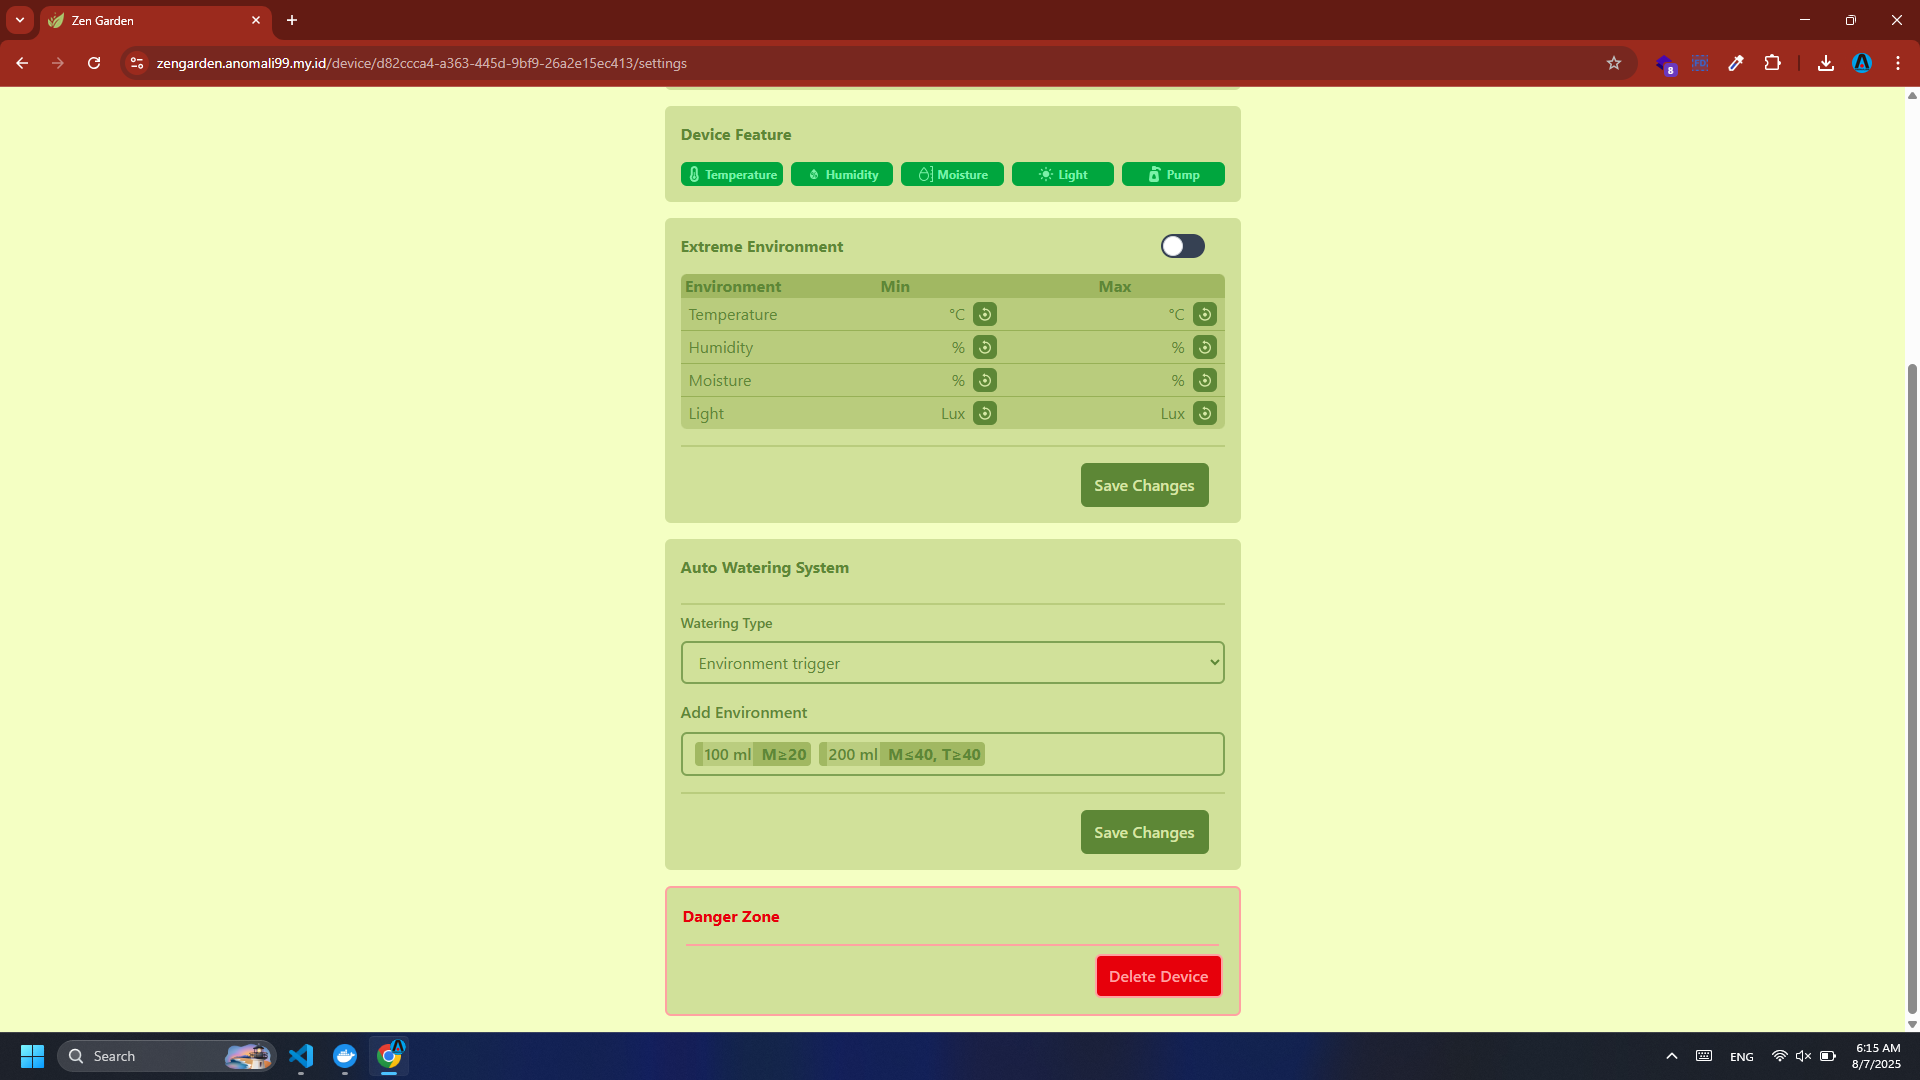 Zen Garden
zengarden.anomali99.my.id/device/d82ccca4-a363-445d-9bf9-26a2e15ec413/settings
8
Device Feature
Temperature Humidity Moisture Light Pump
Extreme Environment
Environment Min Max
Temperature °C °C
Humidity % %
Moisture % %
Light Lux Lux
Save Changes
Auto Watering System
Watering Type
Environment trigger
Add Environment
100 ml M≥20 200 ml M≤40, T≥40
Save Changes
Danger Zone
Delete Device
Search
ENG
6:15 AM
8/7/2025